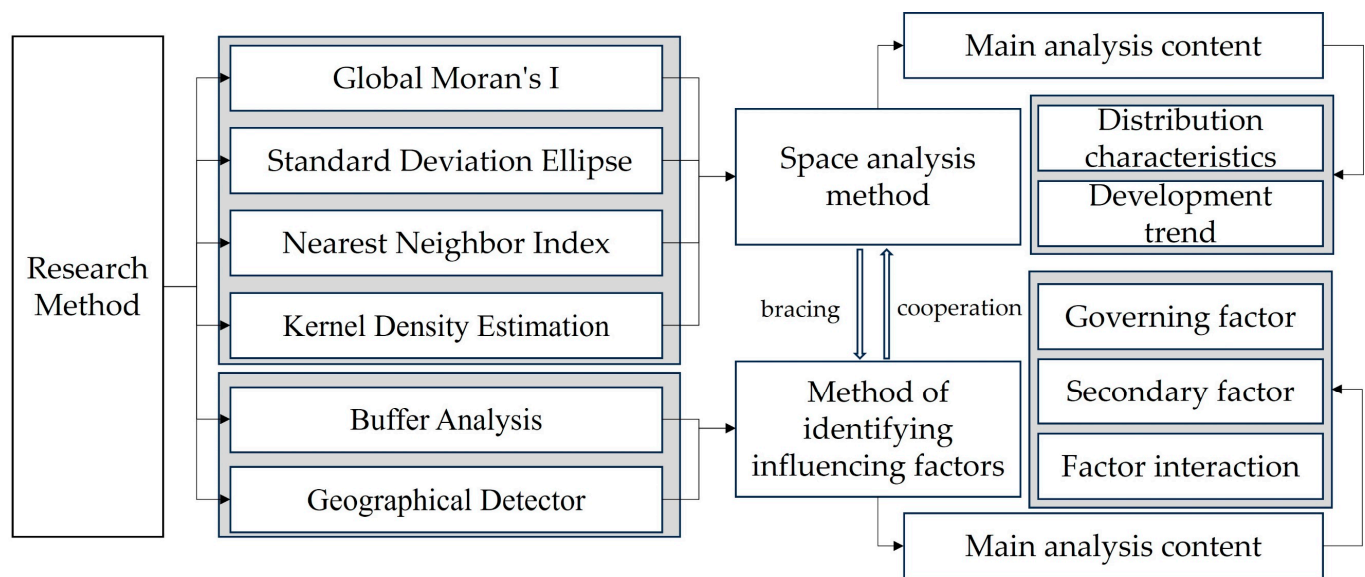 Research
Method
Global Moran's I
Standard Deviation Ellipse
Nearest Neighbor Index
Kernel Density Estimation
Buffer Analysis
Geographical Detector
Space analysis
method
bracing
cooperation
Method of
identifying
influencing factors
Main analysis content
Distribution
characteristics
Development
trend
Governing factor
Secondary factor
Factor interaction
Main analysis content